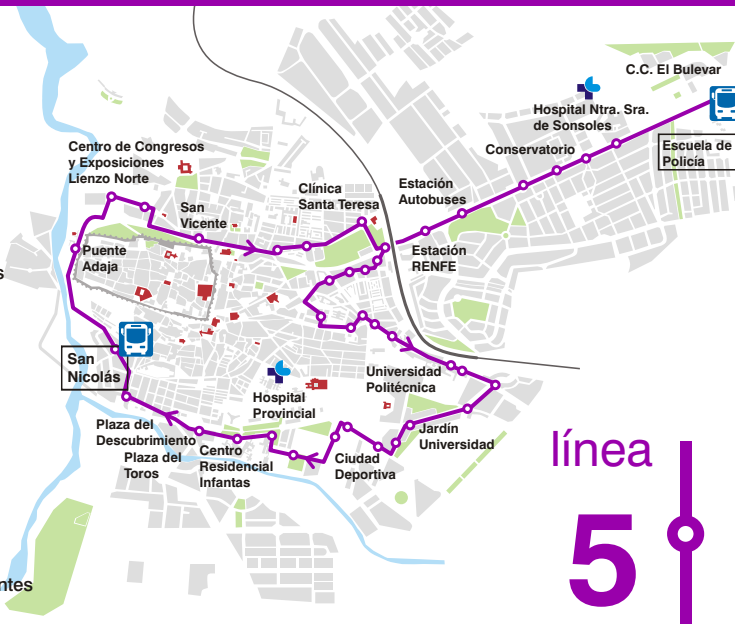 C.C. El Bulevar
Hospital Ntra. Sra.
de Sonsoles
Conservatorio
Escuela de
Policía
Centro de Congresos
y Exposiciones
Lienzo Norte
San
Vicente
Clínica
Santa Teresa
Estación
Autobuses
Estación
RENFE
Puente
Adaja
s
San
Nicolás
Universidad
Politécnica
Hospital
Provincial
Plaza del
Descubrimiento
Plaza del
Toros
Centro
Residencial
Infantas
Ciudad
Deportiva
Jardín
Universidad
línea
5
ntes